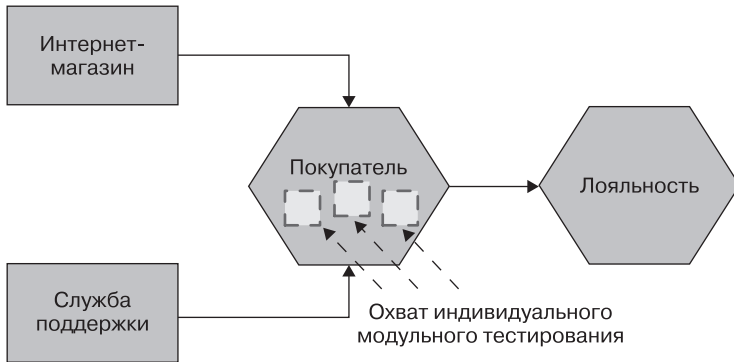 Интернет-
магазин
Покупатель
Лояльность
Служба
поддержки
Охват индивидуального
модульного тестирования